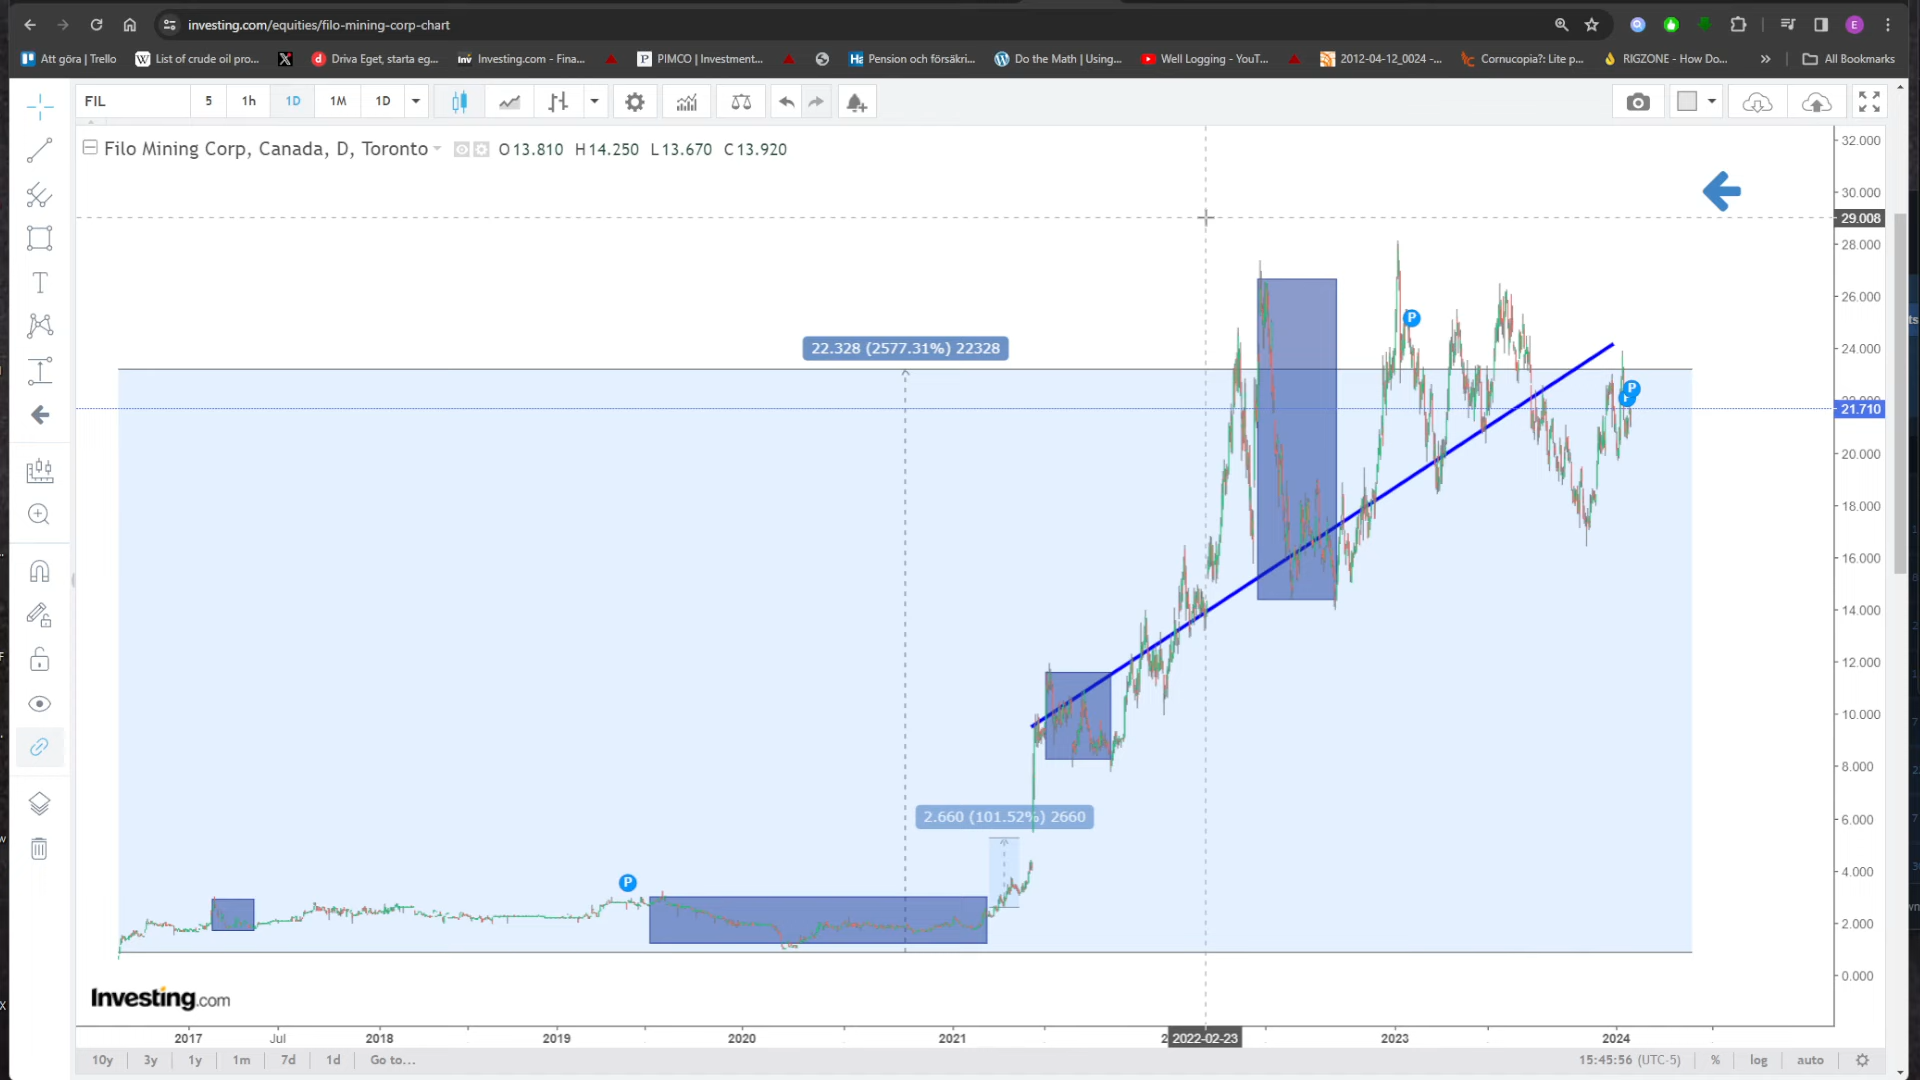 investing.com/equities/filo-mining-corp-chart
E
Att göra | Trello
List of crude oil pro...
Driva Eget, starta eg...
Investing.com - Fina...
PIMCO | Investment...
Pension och försäkri...
Do the Math | Using...
Well Logging - YouT...
2012-04-12_0024 -...
Cornucopia?: Lite p...
RIGZONE - How Do...
»
All Bookmarks
FIL
5
1h
1D
1M
1D
Filo Mining Corp, Canada, D, Toronto
O13.810 H14.250 L13.670 C13.920
32.000
30.000
29.008
28.000
26.000
24.000
21.710
20.000
18.000
16.000
14.000
12.000
10.000
8.000
6.000
4.000
2.000
0.000
P
22.328 (2577.31%) 22328
P
2.660 (101.52%) 2660
P
Investing.com
2017
Jul
2018
2019
2020
2021
2022-02-23
2023
2024
10y
3y
1y
1m
7d
1d
Go to...
15:45:56 (UTC-5)
%
log
auto